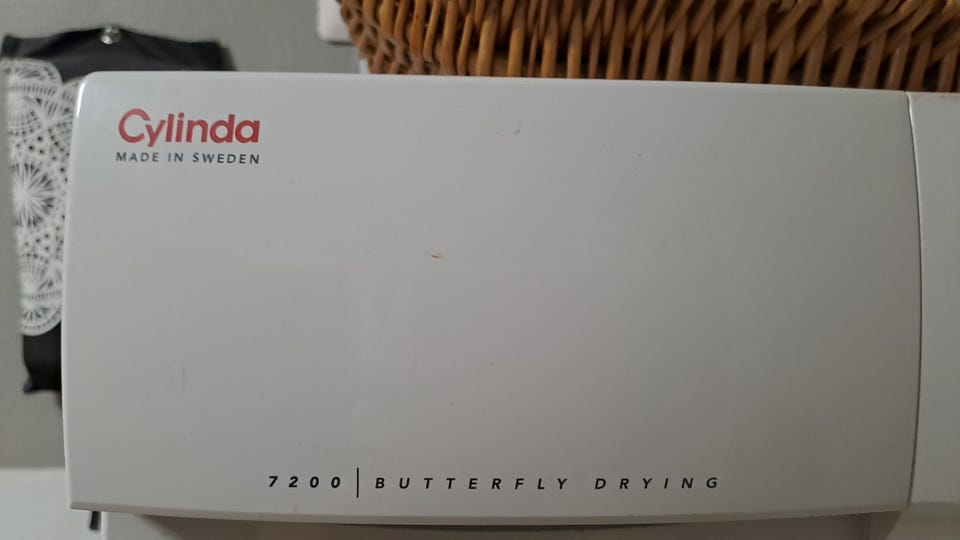 Cylinda
MADE IN SWEDEN
7200 | BUTTERFLY DRYING